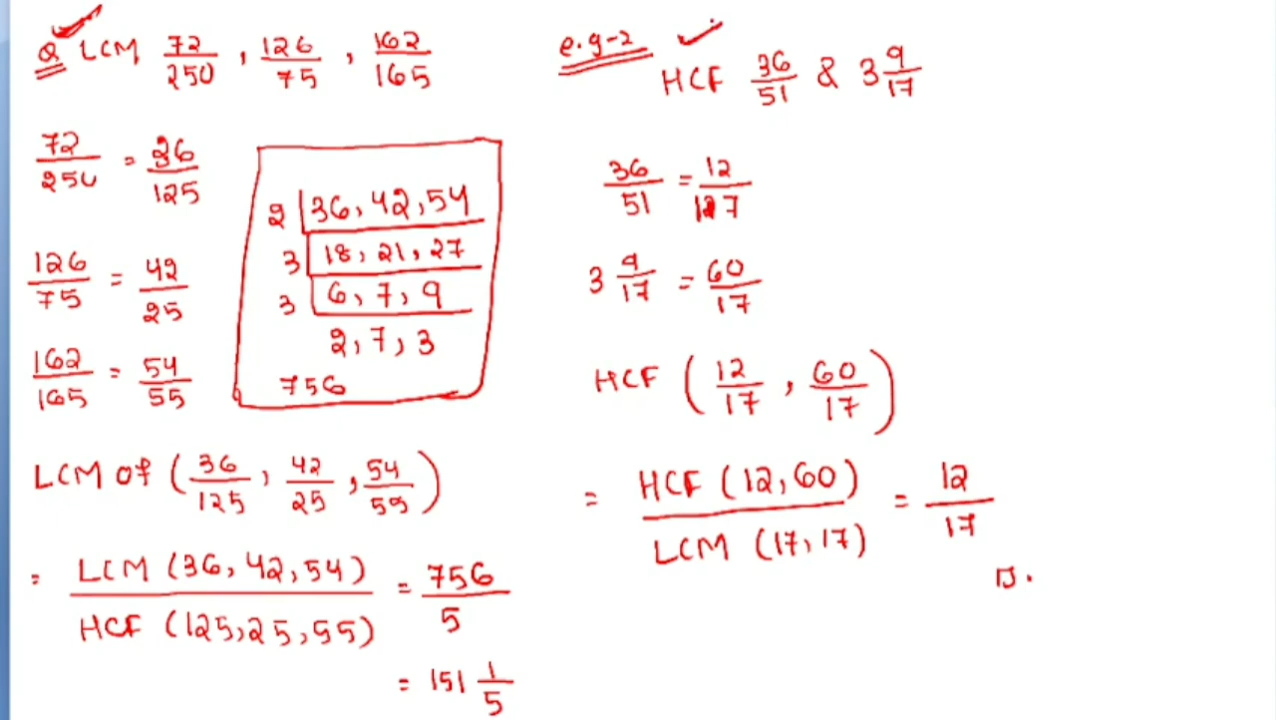 Q LCM 72/250, 126/75, 162/165
72/250 = 36/125
126/75 = 42/25
162/165 = 54/55
2 | 36, 42, 54
3 | 18, 21, 27
3 | 6, 7, 9
2, 7, 3
756
LCM of (36/125, 42/25, 54/55)
= LCM (36, 42, 54) / HCF (125, 25, 55) = 756/5
= 151 1/5
e.g-2
HCF 36/51 & 3 9/17
36/51 = 12/17
3 9/17 = 60/17
HCF (12/17, 60/17)
= HCF (12, 60) / LCM (17, 17) = 12/17